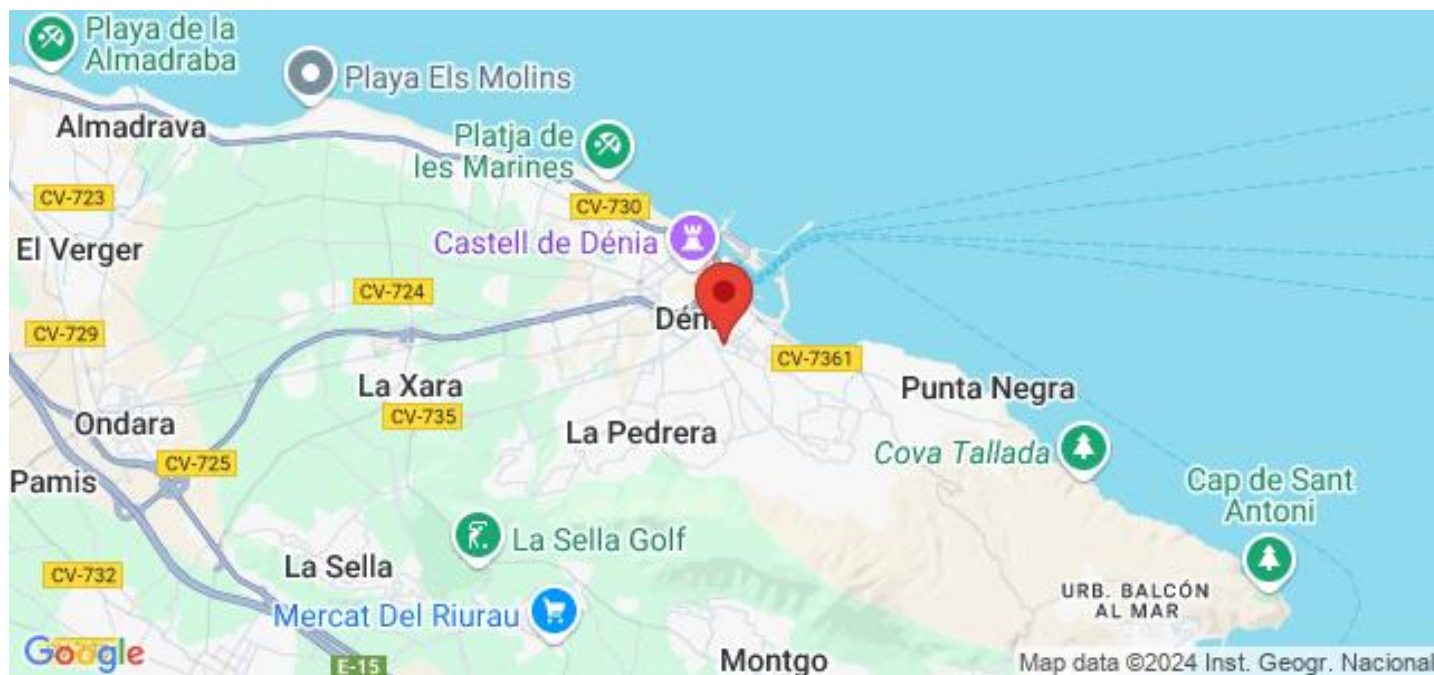 Playa de la
Almadraba
Playa Els Molins
Almadrava
Platja de
les Marines
CV-723
CV-730
El Verger
Castell de Dénia
CV-724
CV-729
Déni
CV-7361
La Xara
Punta Negra
CV-735
Ondara
La Pedrera
Cova Tallada
CV-725
Pamis
Cap de Sant
Antoni
La Sella Golf
La Sella
CV-732
URB. BALCÓN
AL MAR
Mercat Del Riurau
Google
E-15
Montgo
Map data ©2024 Inst. Geogr. Nacional